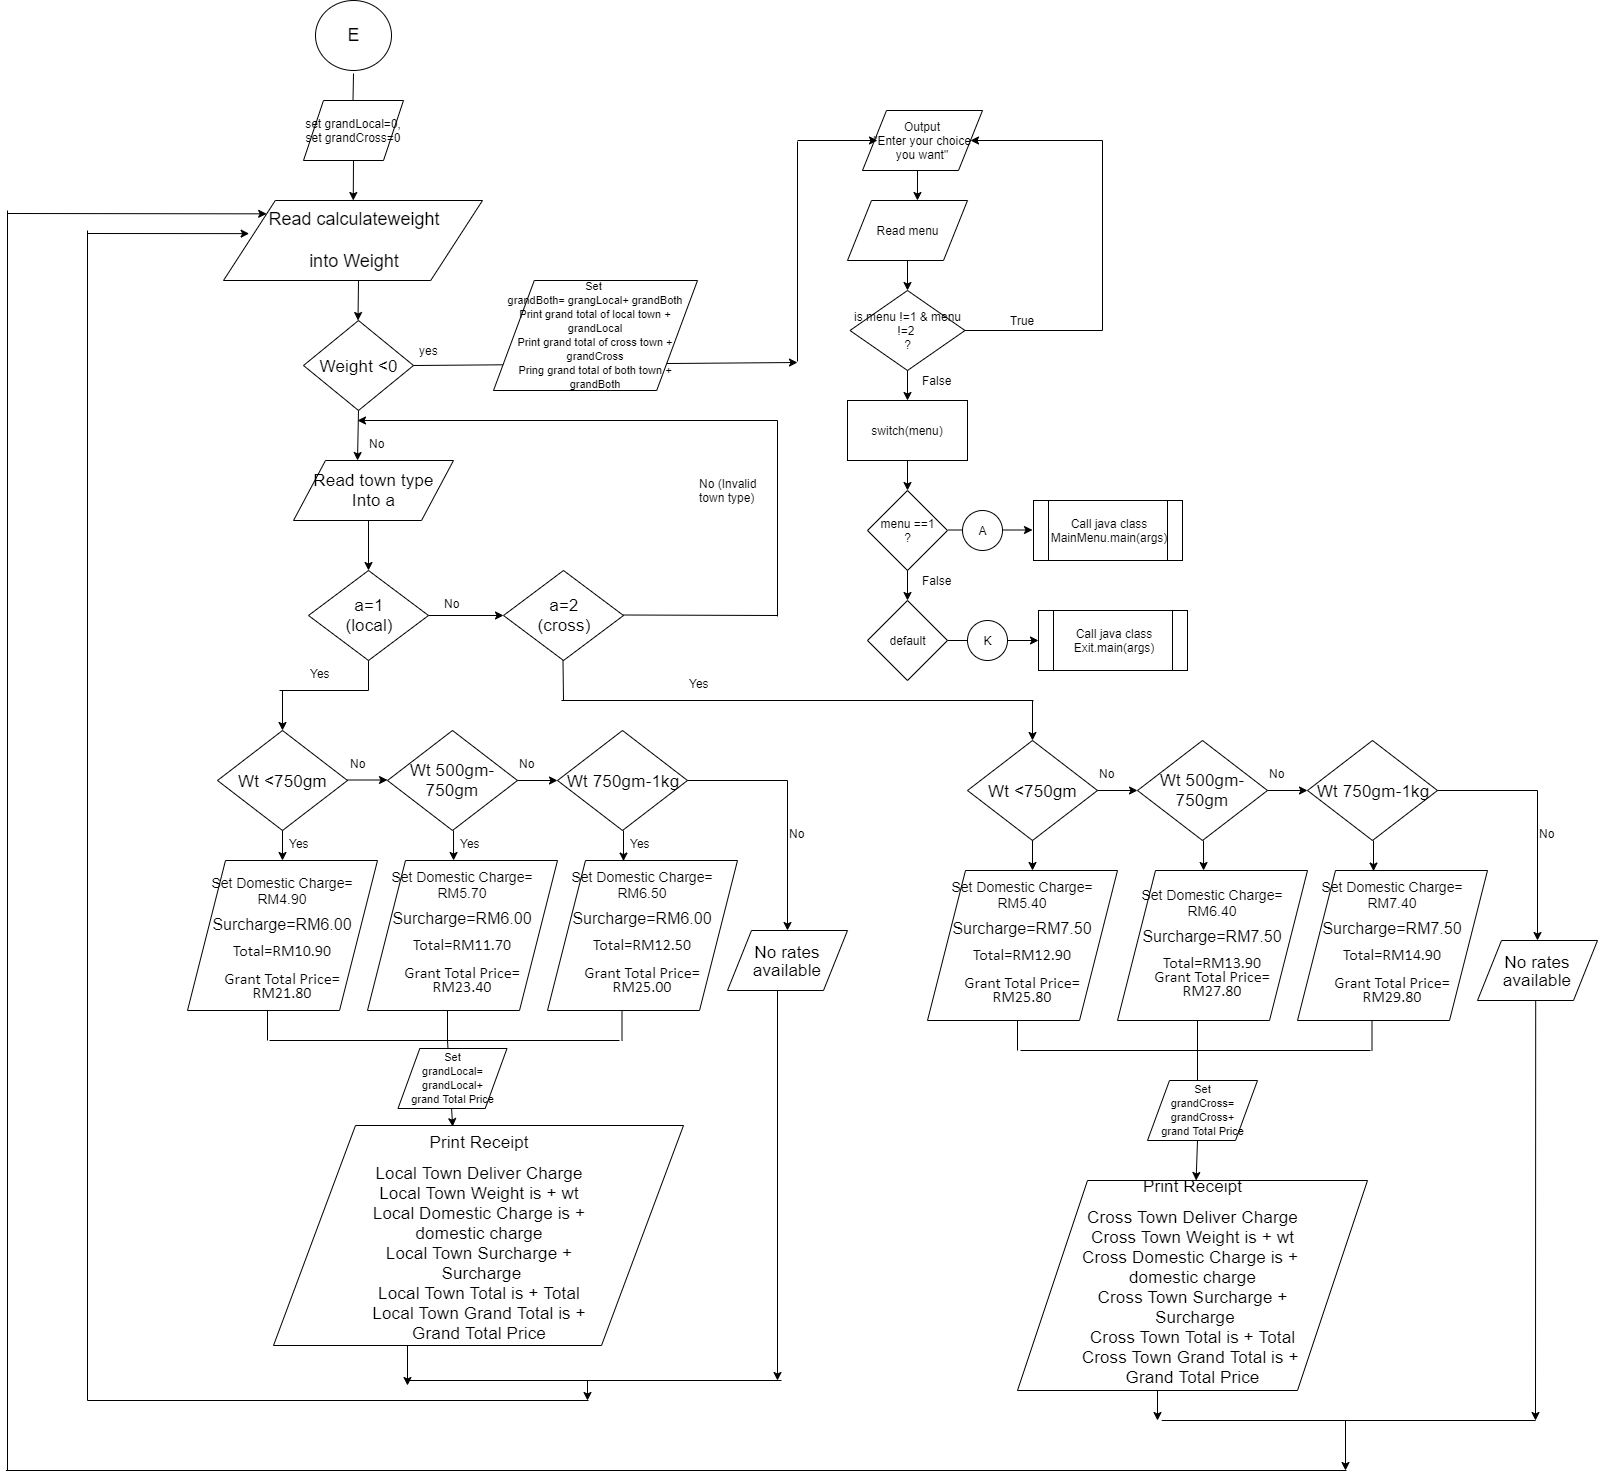 E
set grandLocal=0,
set grandCross=0
Read calculateweight
into Weight
Weight <0
yes
Set
grandBoth= grangLocal+ grandBoth
Print grand total of local town +
grandLocal
Print grand total of cross town +
grandCross
Pring grand total of both town +
grandBoth
No
Read town type
Into a
No (Invalid
town type)
a=1
(local)
No
a=2
(cross)
Yes
Yes
Output
"Enter your choice
you want"
Read menu
is menu !=1 & menu
!=2
?
True
False
switch(menu)
menu ==1
?
A
Call java class
MainMenu.main(args)
False
default
K
Call java class
Exit.main(args)
Wt <750gm
No
Wt 500gm-
750gm
No
Wt 750gm-1kg
No
Yes
Yes
Yes
Set Domestic Charge=
RM4.90
Surcharge=RM6.00
Total=RM10.90
Grant Total Price=
RM21.80
Set Domestic Charge=
RM5.70
Surcharge=RM6.00
Total=RM11.70
Grant Total Price=
RM23.40
Set Domestic Charge=
RM6.50
Surcharge=RM6.00
Total=RM12.50
Grant Total Price=
RM25.00
No rates
available
Set
grandLocal=
grandLocal+
grand Total Price
Print Receipt
Local Town Deliver Charge
Local Town Weight is + wt
Local Domestic Charge is +
domestic charge
Local Town Surcharge +
Surcharge
Local Town Total is + Total
Local Town Grand Total is +
Grand Total Price
Wt <750gm
No
Wt 500gm-
750gm
No
Wt 750gm-1kg
No
Set Domestic Charge=
RM5.40
Surcharge=RM7.50
Total=RM12.90
Grant Total Price=
RM25.80
Set Domestic Charge=
RM6.40
Surcharge=RM7.50
Total=RM13.90
Grant Total Price=
RM27.80
Set Domestic Charge=
RM7.40
Surcharge=RM7.50
Total=RM14.90
Grant Total Price=
RM29.80
No rates
available
Set
grandCross=
grandCross+
grand Total Price
Print Receipt
Cross Town Deliver Charge
Cross Town Weight is + wt
Cross Domestic Charge is +
domestic charge
Cross Town Surcharge +
Surcharge
Cross Town Total is + Total
Cross Town Grand Total is +
Grand Total Price